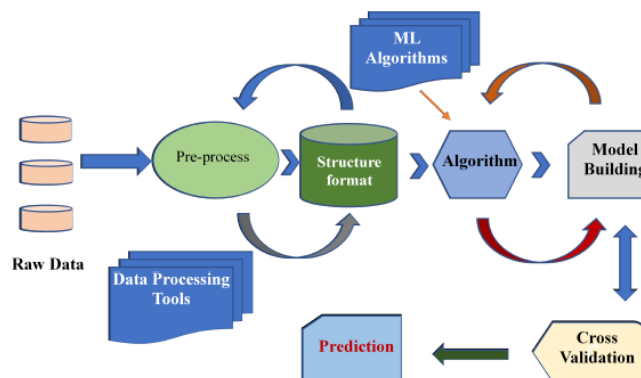 ML
Algorithms
Pre-process
Structure
format
Algorithm
Model
Building
Raw Data
Data Processing
Tools
Prediction
Cross
Validation